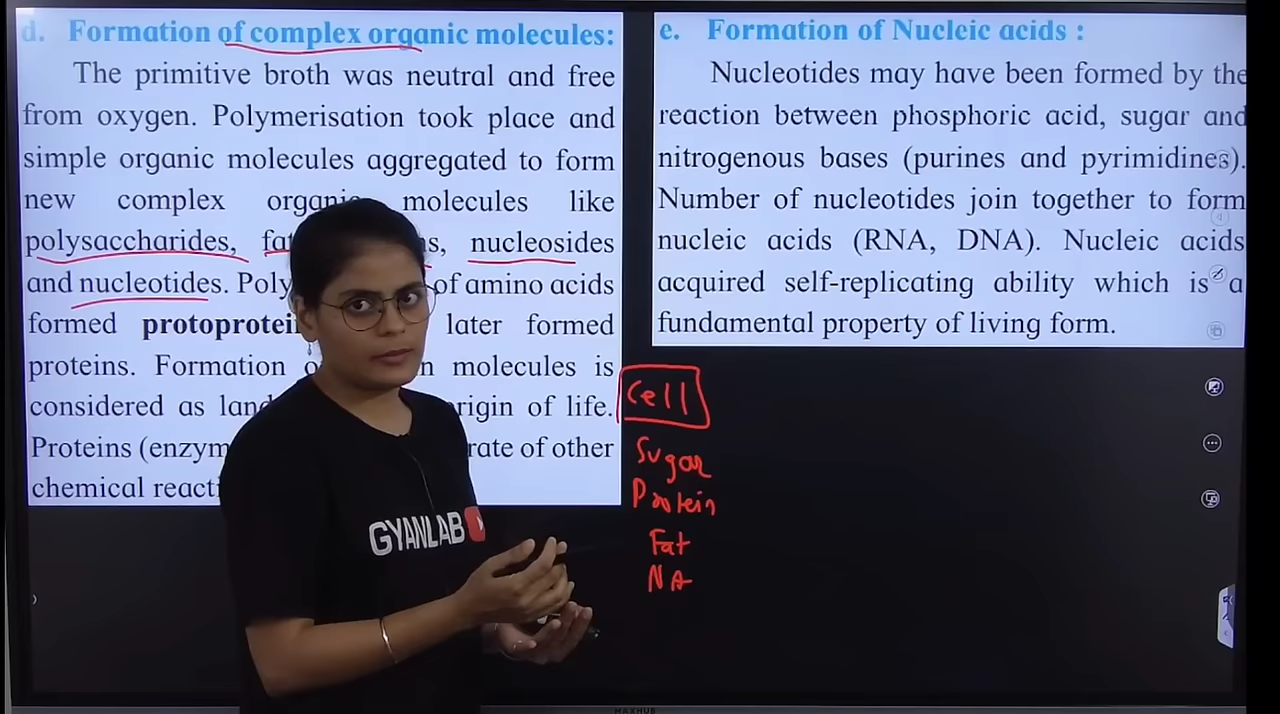 d. Formation of complex organic molecules:
The primitive broth was neutral and free
from oxygen. Polymerisation took place and
simple organic molecules aggregated to form
new complex organic molecules like
polysaccharides, nucleosides
and nucleotides. of amino acids
formed later formed
proteins. Formation molecules is
considered as origin of life.
Proteins rate of other
chemical
e. Formation of Nucleic acids :
Nucleotides may have been formed by the
reaction between phosphoric acid, sugar and
nitrogenous bases (purines and pyrimidines).
Number of nucleotides join together to form
nucleic acids (RNA, DNA). Nucleic acids
acquired self-replicating ability which is a
fundamental property of living form.
Cell
Sugar
Protein
Fat
NA
GYANLAB
MAXHUB